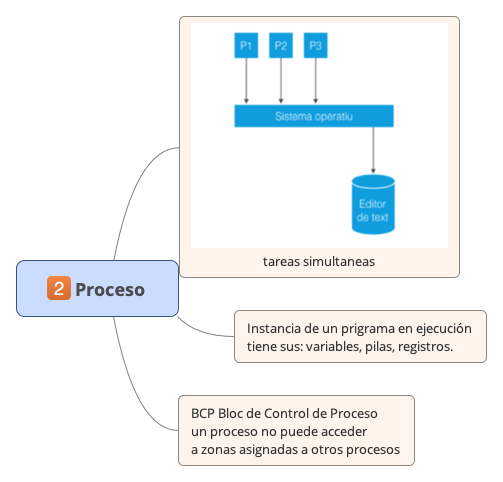 P1 P2 P3
Sistema operatiu
Editor
de text
tareas simultaneas
2 Proceso
Instancia de un prigrama en ejecución
tiene sus: variables, pilas, registros.
BCP Bloc de Control de Proceso
un proceso no puede acceder
a zonas asignadas a otros procesos